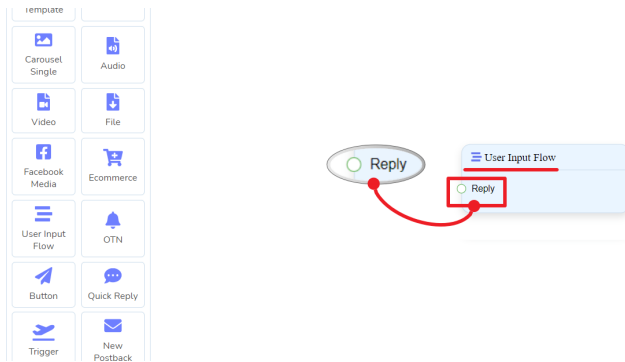 Template
Carousel
Single
Audio
Video
File
Facebook
Media
Ecommerce
User Input
Flow
OTN
Button
Quick Reply
Trigger
New
Postback
Reply
User Input Flow
Reply